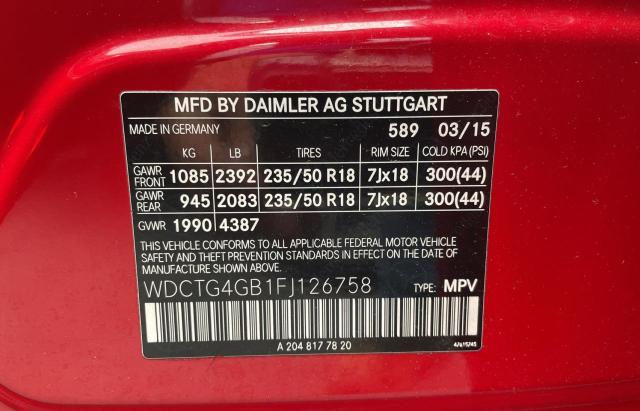 MFD BY DAIMLER AG STUTTGART
MADE IN GERMANY 589 03/15
KG LB TIRES RIM SIZE COLD KPA (PSI)
GAWR FRONT 1085 2392 235/50 R18 7Jx18 300(44)
GAWR REAR 945 2083 235/50 R18 7Jx18 300(44)
GVWR 1990 4387
THIS VEHICLE CONFORMS TO ALL APPLICABLE FEDERAL MOTOR VEHICLE
SAFETY AND THEFT PREVENTION STANDARDS IN EFFECT ON THE DATE OF
MANUFACTURE SHOWN ABOVE.
WDCTG4GB1FJ126758 TYPE: MPV
A 204 817 78 20